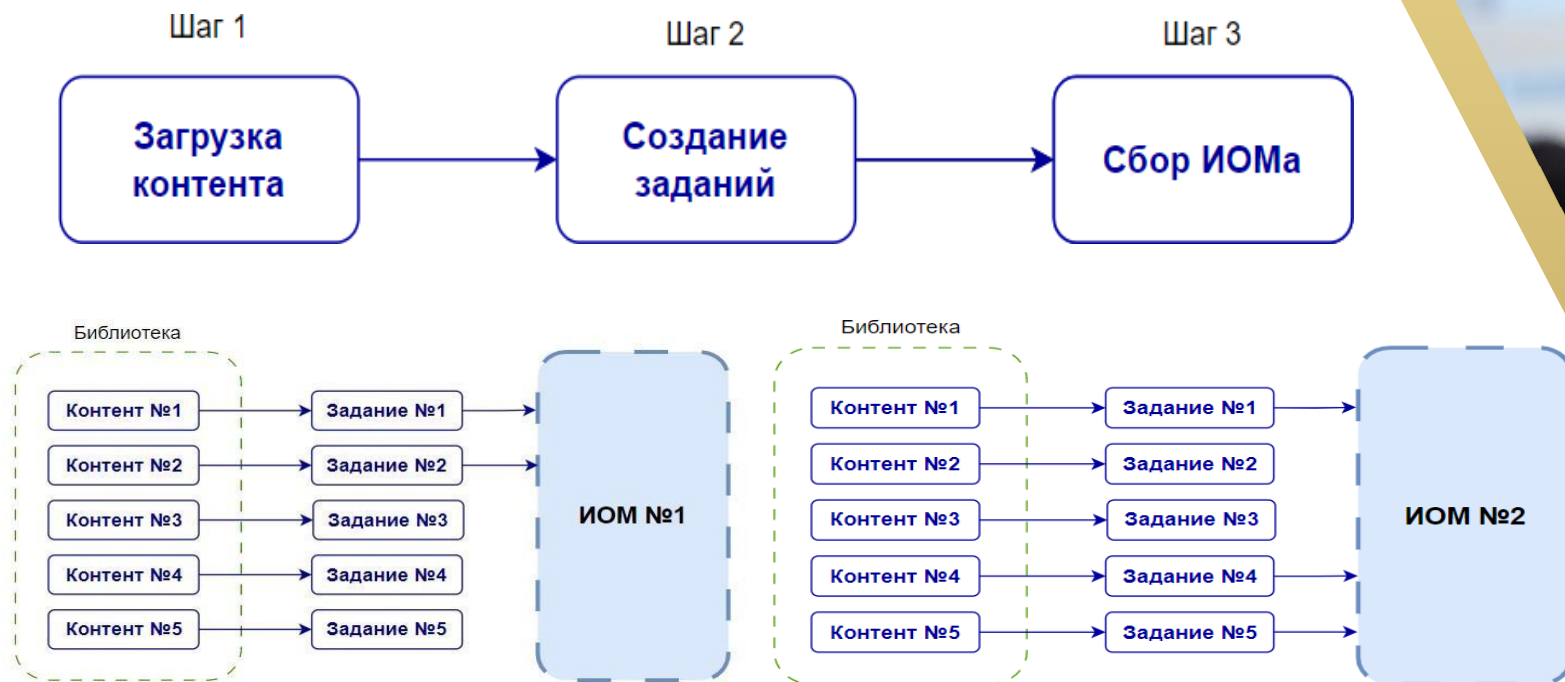 Шаг 1
Шаг 2
Шаг 3
Загрузка
контента
Создание
заданий
Сбор ИОМа
Библиотека
Контент №1
Задание №1
Контент №2
Задание №2
Контент №3
Задание №3
Контент №4
Задание №4
Контент №5
Задание №5
ИОМ №1
Библиотека
Контент №1
Задание №1
Контент №2
Задание №2
Контент №3
Задание №3
Контент №4
Задание №4
Контент №5
Задание №5
ИОМ №2